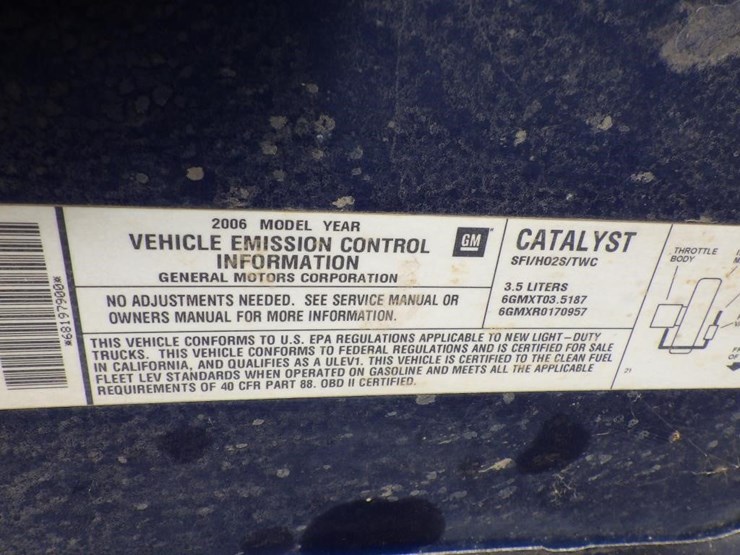 *68197900*
2006 MODEL YEAR
VEHICLE EMISSION CONTROL
INFORMATION
GENERAL MOTORS CORPORATION
GM
NO ADJUSTMENTS NEEDED. SEE SERVICE MANUAL OR
OWNERS MANUAL FOR MORE INFORMATION.
CATALYST
SFI/HO2S/TWC
3.5 LITERS
6GMXT03.5187
6GMXR0170957
THIS VEHICLE CONFORMS TO U.S. EPA REGULATIONS APPLICABLE TO NEW LIGHT-DUTY
TRUCKS. THIS VEHICLE CONFORMS TO FEDERAL REGULATIONS AND IS CERTIFIED FOR SALE
IN CALIFORNIA, AND QUALIFIES AS A ULEV1. THIS VEHICLE IS CERTIFIED TO THE CLEAN FUEL
FLEET LEV STANDARDS WHEN OPERATED ON GASOLINE AND MEETS ALL THE APPLICABLE
REQUIREMENTS OF 40 CFR PART 88. OBD II CERTIFIED.
THROTTLE
BODY